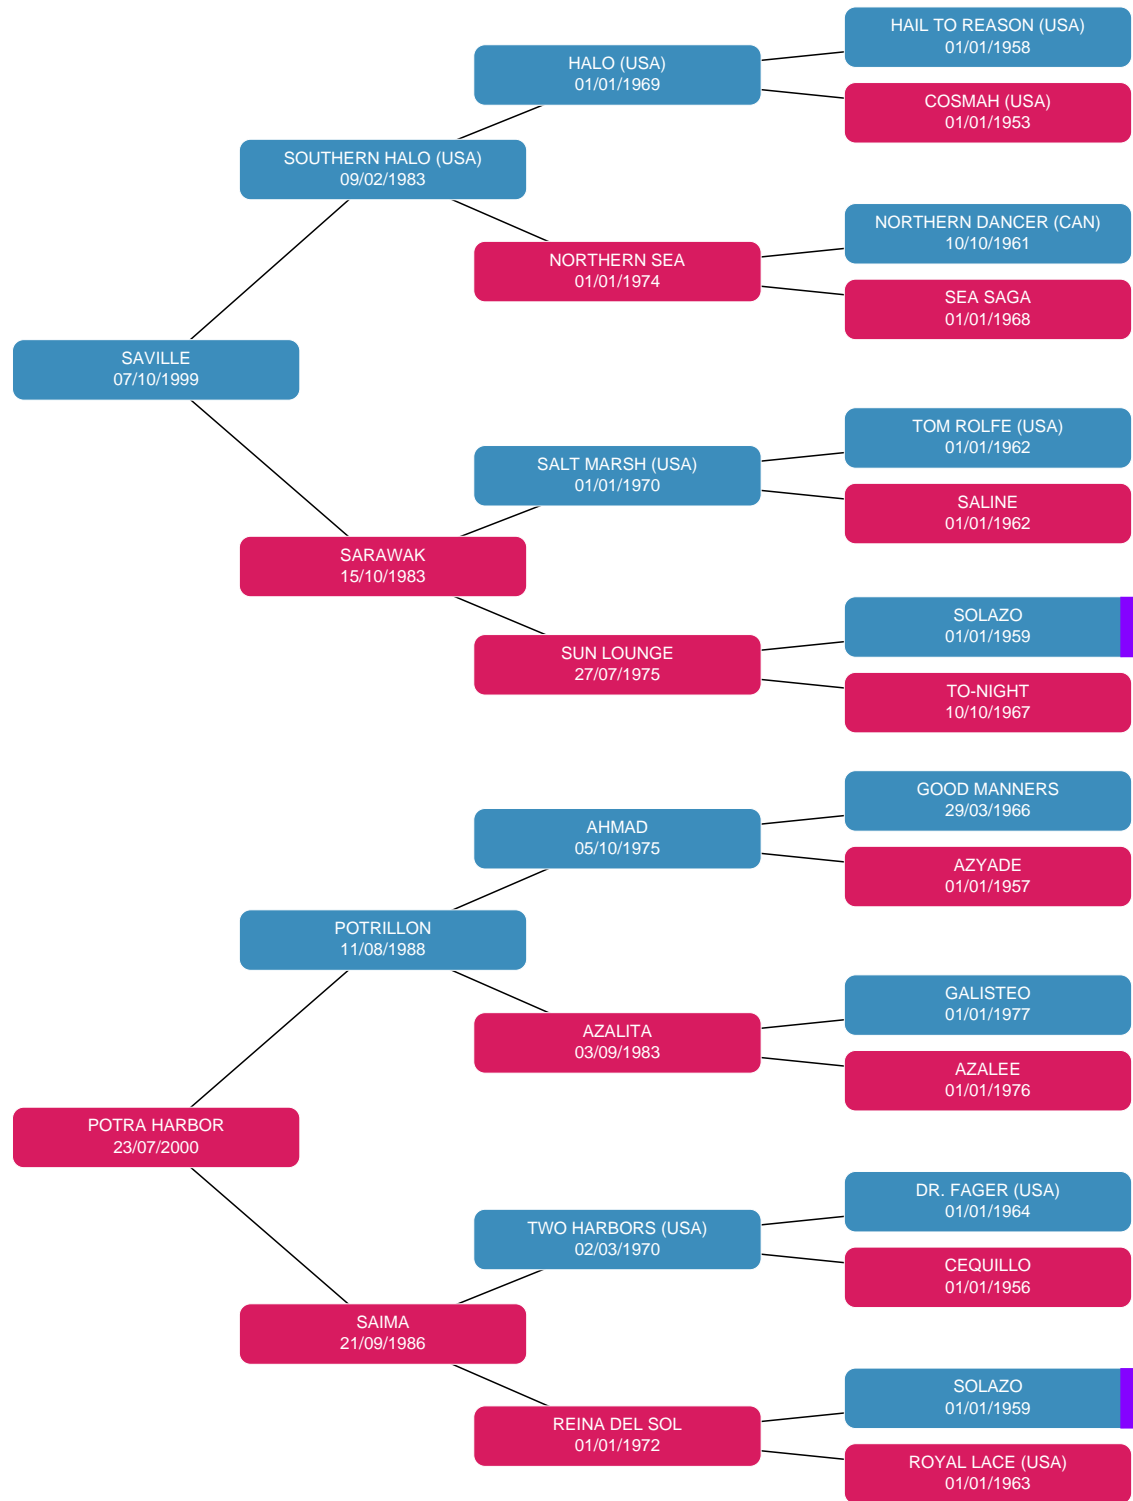 HAIL TO REASON (USA)
01/01/1958
HALO (USA)
01/01/1969
COSMAH (USA)
01/01/1953
SOUTHERN HALO (USA)
09/02/1983
NORTHERN DANCER (CAN)
10/10/1961
NORTHERN SEA
01/01/1974
SEA SAGA
01/01/1968
SAVILLE
07/10/1999
TOM ROLFE (USA)
01/01/1962
SALT MARSH (USA)
01/01/1970
SALINE
01/01/1962
SARAWAK
15/10/1983
SOLAZO
01/01/1959
SUN LOUNGE
27/07/1975
TO-NIGHT
10/10/1967
GOOD MANNERS
29/03/1966
AHMAD
05/10/1975
AZYADE
01/01/1957
POTRILLON
11/08/1988
GALISTEO
01/01/1977
AZALITA
03/09/1983
AZALEE
01/01/1976
POTRA HARBOR
23/07/2000
DR. FAGER (USA)
01/01/1964
TWO HARBORS (USA)
02/03/1970
CEQUILLO
01/01/1956
SAIMA
21/09/1986
SOLAZO
01/01/1959
REINA DEL SOL
01/01/1972
ROYAL LACE (USA)
01/01/1963